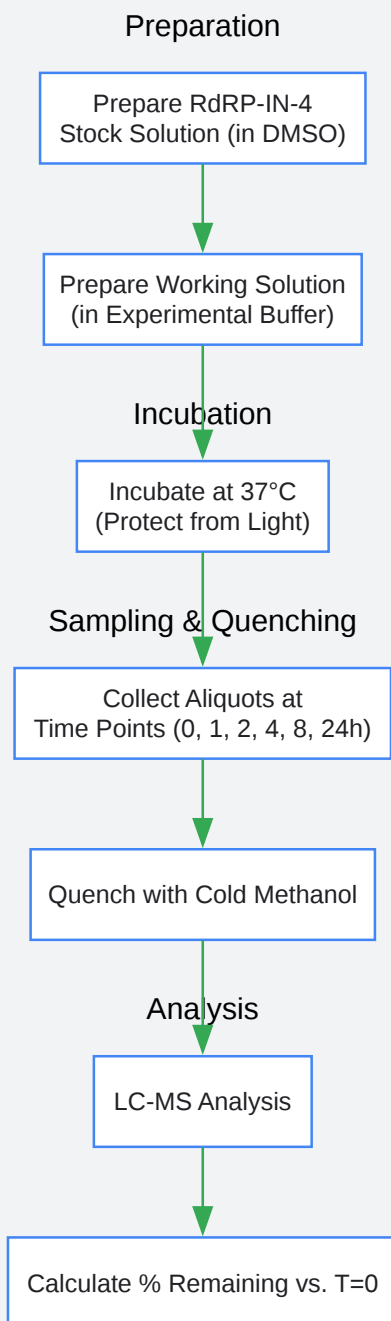 Preparation
Prepare RdRP-IN-4
Stock Solution (in DMSO)
Prepare Working Solution
(in Experimental Buffer)
Incubation
Incubate at 37°C
(Protect from Light)
Sampling & Quenching
Collect Aliquots at
Time Points (0, 1, 2, 4, 8, 24h)
Quench with Cold Methanol
Analysis
LC-MS Analysis
Calculate % Remaining vs. T=0